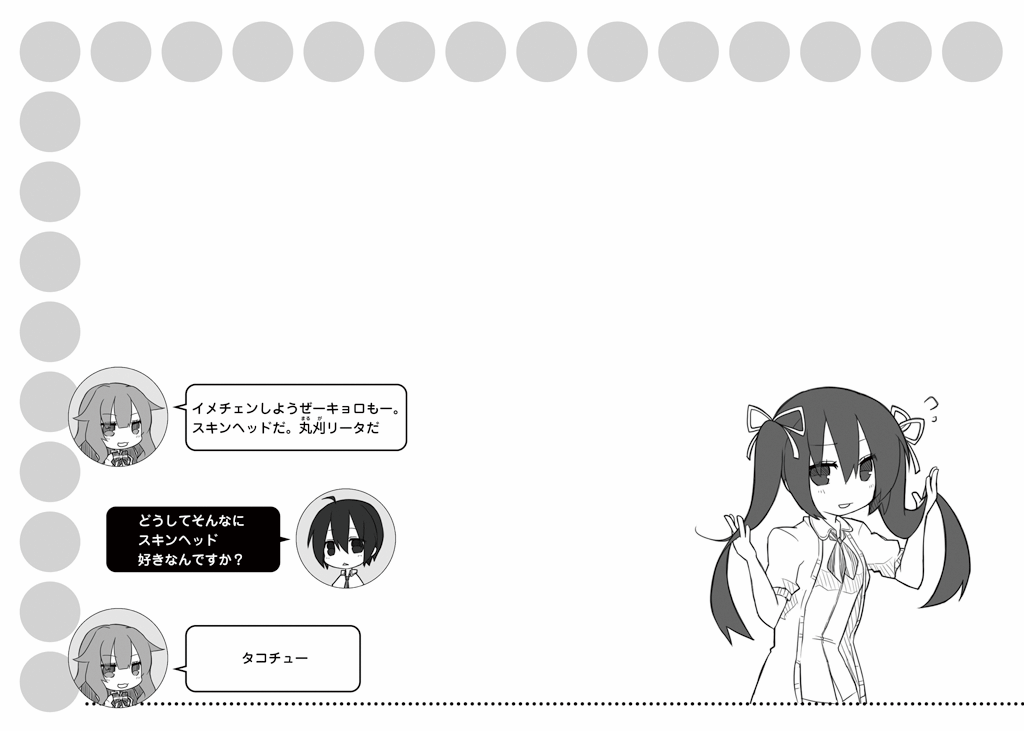 イメチェンしようぜーキョロもー。
スキンヘッドだ。丸刈リータだ
どうしてそんなに
スキンヘッド
好きなんですか？
タコチュー